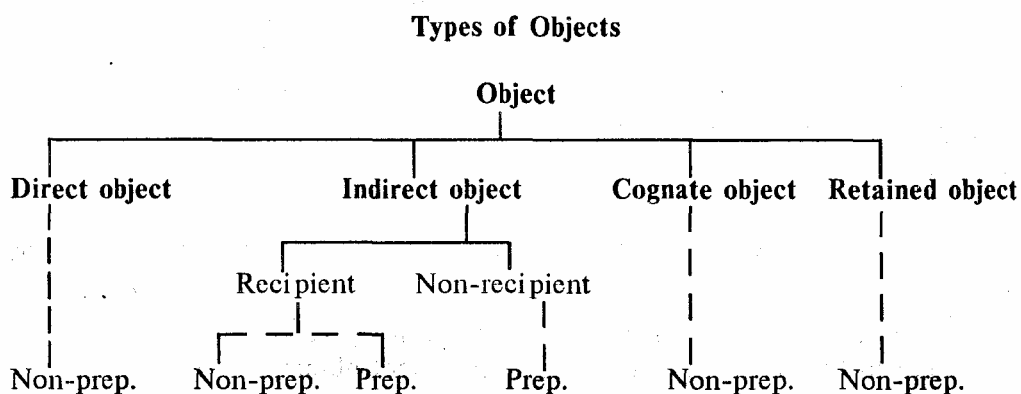 Types of Objects
Object
Direct object Indirect object Cognate object Retained object
Recipient Non-recipient
Non-prep. Non-prep. Prep. Prep. Non-prep. Non-prep.